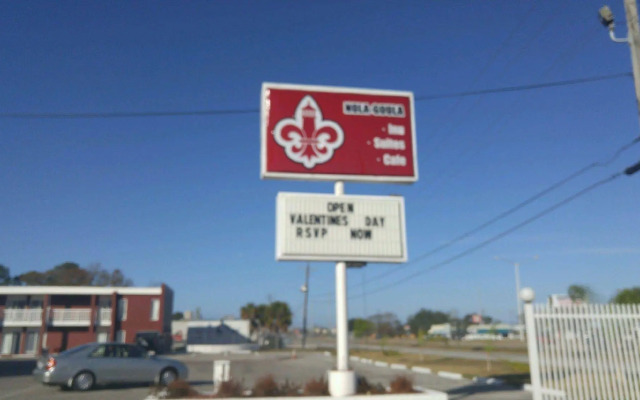 NOLA GOULA
· Inn
· Suites
· Cafe
OPEN
VALENTINES DAY
RSVP NOW